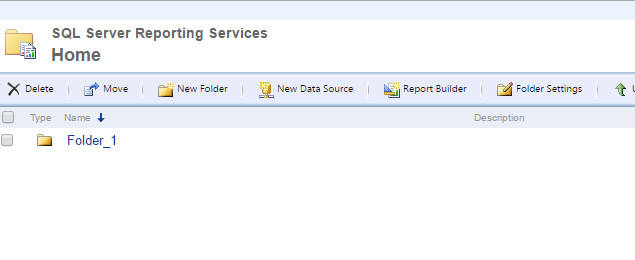 SQL Server Reporting Services
Home
Delete Move New Folder New Data Source Report Builder Folder Settings
Type Name Description
Folder_1